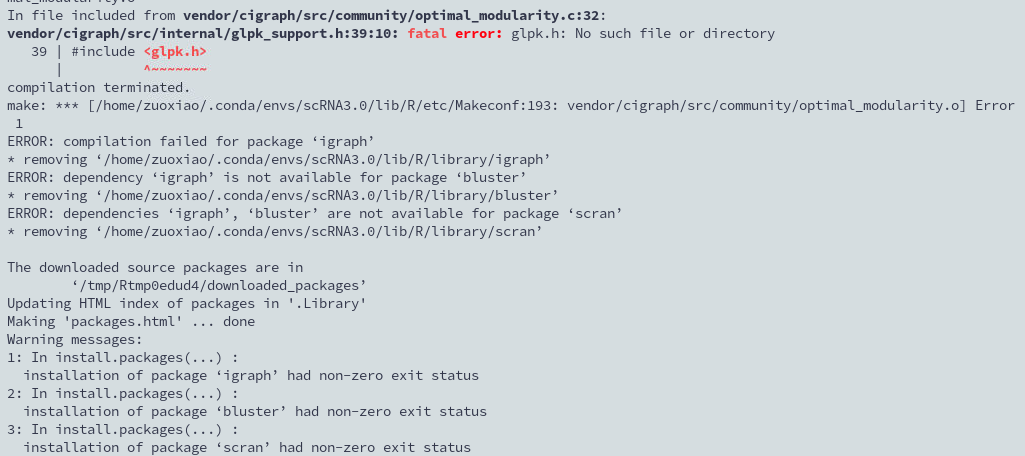 In file included from vendor/cigraph/src/community/optimal_modularity.c:32:
vendor/cigraph/src/internal/glpk_support.h:39:10: fatal error: glpk.h: No such file or directory
   39 | #include <glpk.h>
      |          ^~~~~~~~
compilation terminated.
make: *** [/home/zuoxiao/.conda/envs/scRNA3.0/lib/R/etc/Makeconf:193: vendor/cigraph/src/community/optimal_modularity.o] Error
 1
ERROR: compilation failed for package ‘igraph’
* removing ‘/home/zuoxiao/.conda/envs/scRNA3.0/lib/R/library/igraph’
ERROR: dependency ‘igraph’ is not available for package ‘bluster’
* removing ‘/home/zuoxiao/.conda/envs/scRNA3.0/lib/R/library/bluster’
ERROR: dependencies ‘igraph’, ‘bluster’ are not available for package ‘scran’
* removing ‘/home/zuoxiao/.conda/envs/scRNA3.0/lib/R/library/scran’

The downloaded source packages are in
        ‘/tmp/Rtmp0edud4/downloaded_packages’
Updating HTML index of packages in '.Library'
Making 'packages.html' ... done
Warning messages:
1: In install.packages(...) :
  installation of package ‘igraph’ had non-zero exit status
2: In install.packages(...) :
  installation of package ‘bluster’ had non-zero exit status
3: In install.packages(...) :
  installation of package ‘scran’ had non-zero exit status